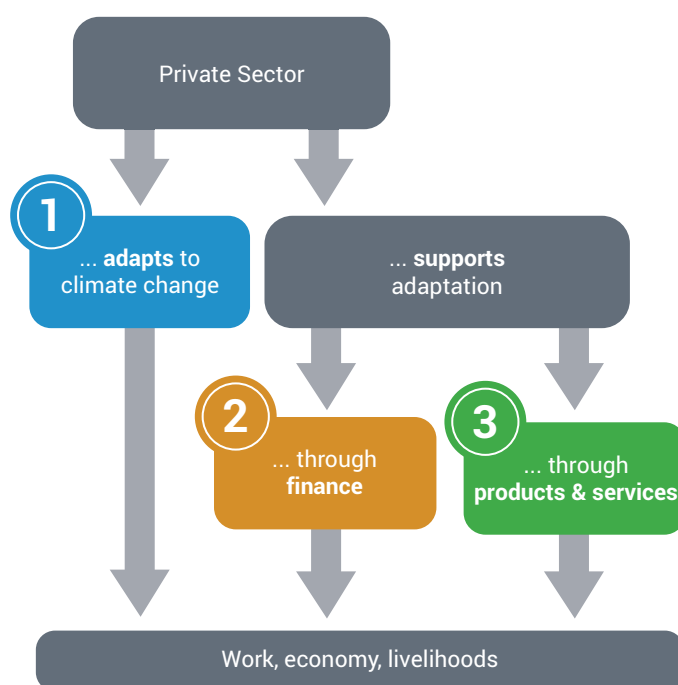 Private Sector
1
... adapts to
climate change
... supports
adaptation
2
... through
finance
3
... through
products & services
Work, economy, livelihoods